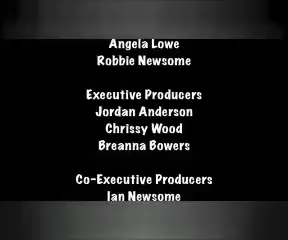 Angela Lowe
Robbie Newsome
Executive Producers
Jordan Anderson
Chrissy Wood
Breanna Bowers
Co-Executive Producers
Ian Newsome